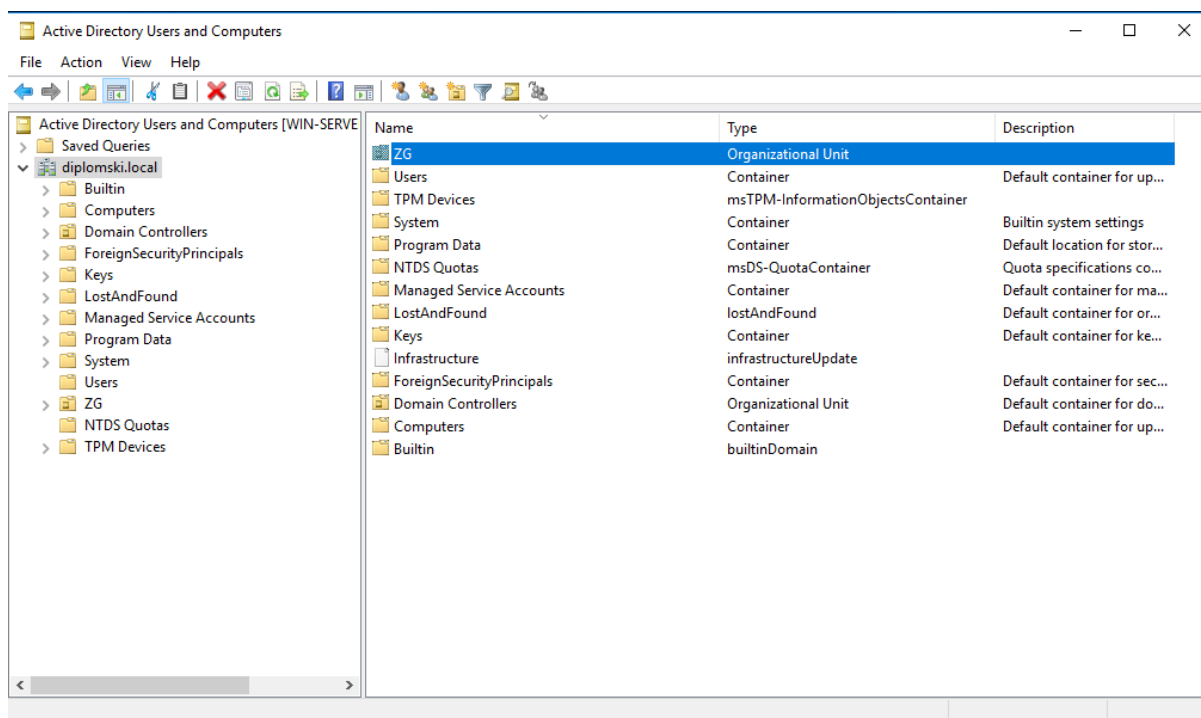 Active Directory Users and Computers
File Action View Help
Active Directory Users and Computers [WIN-SERVE
Saved Queries
diplomski.local
Builtin
Computers
Domain Controllers
ForeignSecurityPrincipals
Keys
LostAndFound
Managed Service Accounts
Program Data
System
Users
ZG
NTDS Quotas
TPM Devices
Name Type Description
ZG Organizational Unit
Users Container Default container for up...
TPM Devices msTPM-InformationObjectsContainer
System Container Builtin system settings
Program Data Container Default location for stor...
NTDS Quotas msDS-QuotaContainer Quota specifications co...
Managed Service Accounts Container Default container for ma...
LostAndFound lostAndFound Default container for or...
Keys Container Default container for ke...
Infrastructure infrastructureUpdate
ForeignSecurityPrincipals Container Default container for sec...
Domain Controllers Organizational Unit Default container for do...
Computers Container Default container for up...
Builtin builtinDomain